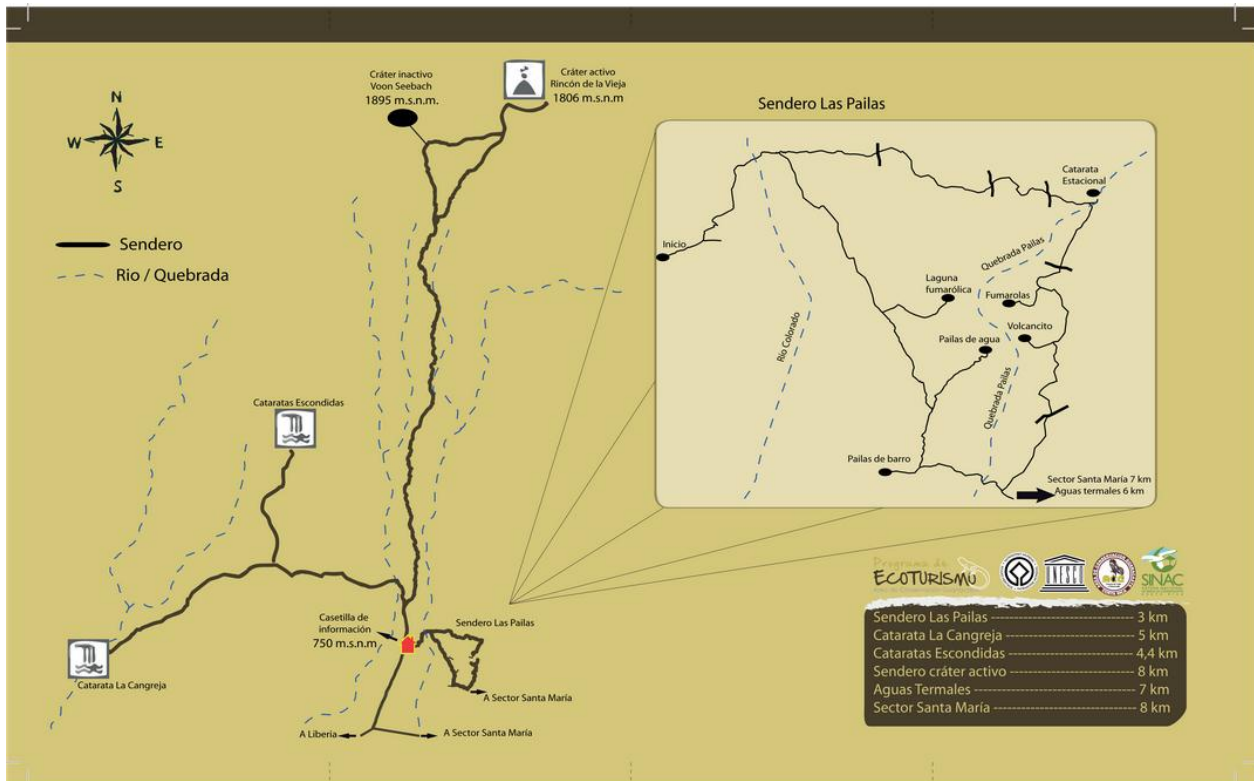 Cráter inactivo
Voon Seebach
1895 m.s.n.m.
Cráter activo
Rincón de la Vieja
1806 m.s.n.m
N
W
E
S
Sendero
Rio / Quebrada
Cataratas Escondidas
Catarata La Cangreja
Casetilla de
información
750 m.s.n.m
Sendero Las Pailas
A Sector Santa María
A Liberia
A Sector Santa María
Sendero Las Pailas
Inicio
Catarata
Estacional
Quebrada Pailas
Laguna
fumarólica
Fumarolas
Volcancito
Río Colorado
Pailas de agua
Quebrada Pailas
Pailas de barro
Sector Santa María 7 km
Aguas termales 6 km
Programa de
ECOTURISMO
UNESCO
SINAC
Sendero Las Pailas 3 km
Catarata La Cangreja 5 km
Cataratas Escondidas 4,4 km
Sendero cráter activo 8 km
Aguas Termales 7 km
Sector Santa María 8 km